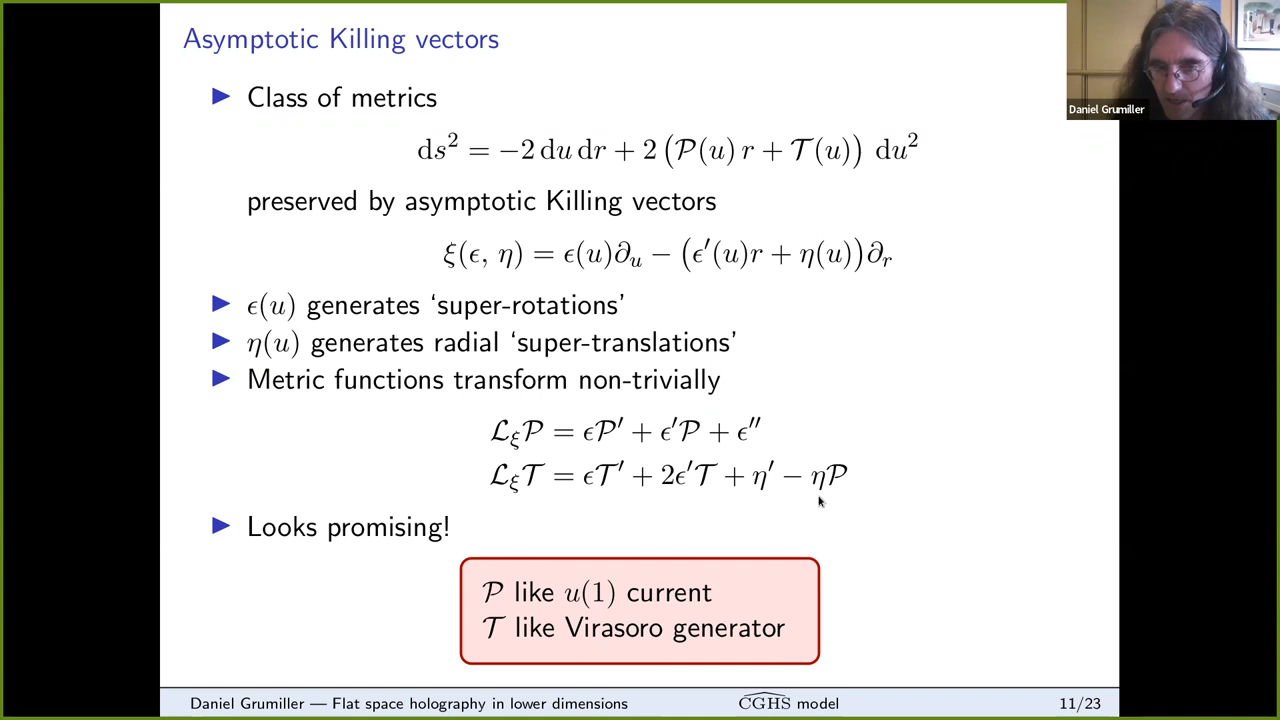 Asymptotic Killing vectors
▶ Class of metrics
ds² = −2 du dr + 2 (𝒫(u) r + 𝒯(u)) du²
preserved by asymptotic Killing vectors
ξ(ϵ, η) = ϵ(u)∂ᵤ − (ϵ′(u)r + η(u))∂ᵣ
▶ ϵ(u) generates ‘super-rotations’
▶ η(u) generates radial ‘super-translations’
▶ Metric functions transform non-trivially
ℒ_ξ𝒫 = ϵ𝒫′ + ϵ′𝒫 + ϵ″
ℒ_ξ𝒯 = ϵ𝒯′ + 2ϵ′𝒯 + η′ − η𝒫
▶ Looks promising!
𝒫 like u(1) current
𝒯 like Virasoro generator
Daniel Grumiller — Flat space holography in lower dimensions \widehat{CGHS} model 11/23
Daniel Grumiller